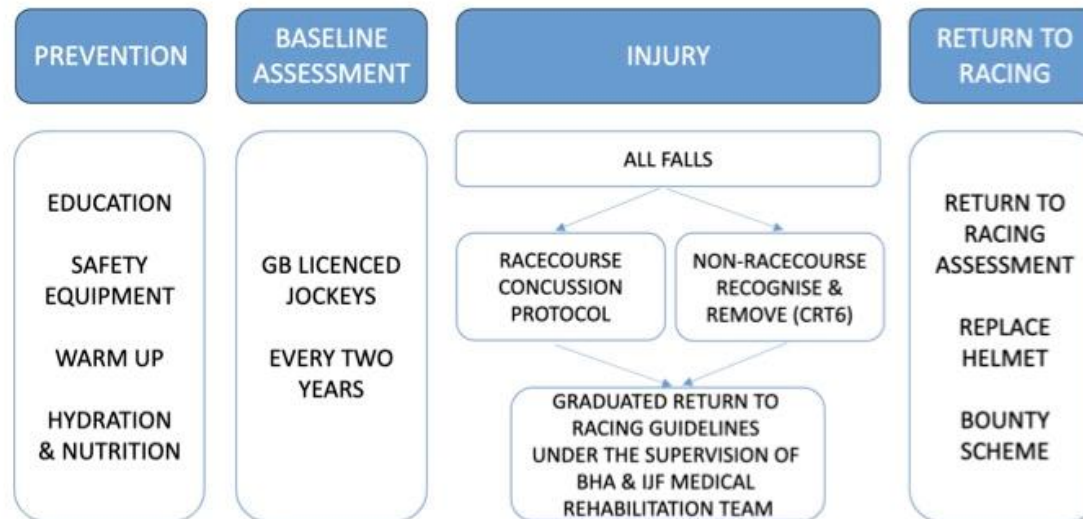 PREVENTION
BASELINE
ASSESSMENT
INJURY
RETURN TO
RACING
EDUCATION
SAFETY
EQUIPMENT
WARM UP
HYDRATION
& NUTRITION
GB LICENCED
JOCKEYS
EVERY TWO
YEARS
ALL FALLS
RACECOURSE
CONCUSSION
PROTOCOL
NON-RACECOURSE
RECOGNISE &
REMOVE (CRT6)
GRADUATED RETURN TO
RACING GUIDELINES
UNDER THE SUPERVISION OF
BHA & IJF MEDICAL
REHABILITATION TEAM
RETURN TO
RACING
ASSESSMENT
REPLACE
HELMET
BOUNTY
SCHEME